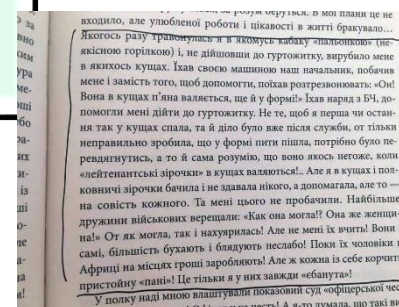 входило, але улюбленої роботи і цікавості в житті бракувало...
Якогось разу травонулась я в якомусь кабаку «пальонкою» (не-
якісною горілкою) і, не дійшовши до гуртожитку, вирубило мене
в якихось кущах. Їхав своєю машиною наш начальник, побачив
мене і замість того, щоб допомогти, поїхав розтрезвонювать: «Он!
Вона в кущах п'яна валяється, ще й у формі!» Їхав наряд з БЧ, до-
помогли мені дійти до гуртожитку. Не те, щоб я перша чи остан-
ня так у кущах спала, та й діло було вже після служби, от тільки
неправильно зробила, що у формі пити пішла, потрібно було пе-
ревдягнутись, а то й сама розумію, що воно якось негоже, коли
«лейтенантські зірочки» в кущах валяються!.. Але я в кущах і пол-
ковничі зірочки бачила і не здавала нікого, а допомагала, але то —
на совість кожного. Та мені цього не пробачили. Найбільше
дружини військових верещали: «Как она могла!? Она же женщи-
на!» От як могла, так і нахуярилась! Але не мені їх вчить! Вони
самі, більшість бухають і блядують неслабо! Поки їх чоловіки в
Африці на місцях гроші заробляють! Але ж кожна із себе корчить
пристойну «пані»! Це тільки я у них завжди «єбанута»!
У полку наді мною влаштували показовий суд «офіцерської чес-